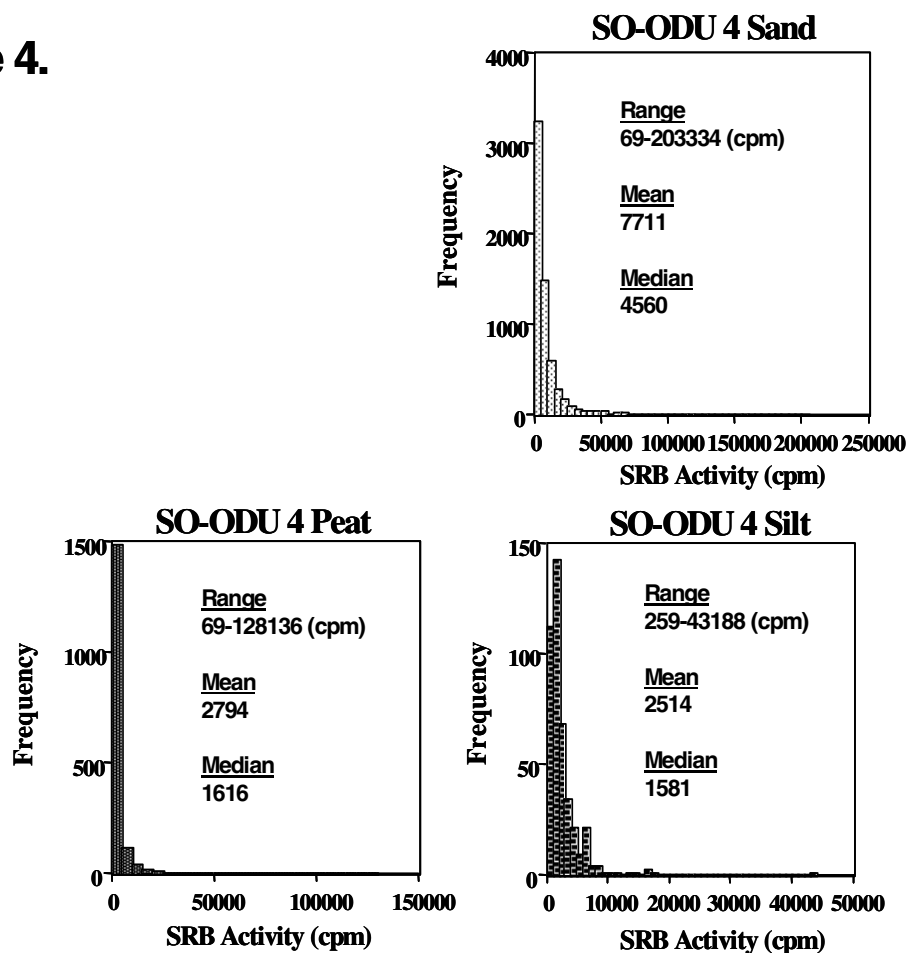 e 4.
SO-ODU 4 Sand
4000
3000
2000
1000
0
Frequency
Range
69-203334 (cpm)
Mean
7711
Median
4560
0 50000 100000 150000 200000 250000
SRB Activity (cpm)
SO-ODU 4 Peat
1500
1000
500
0
Frequency
Range
69-128136 (cpm)
Mean
2794
Median
1616
0 50000 100000 150000
SRB Activity (cpm)
SO-ODU 4 Silt
150
100
50
0
Frequency
Range
259-43188 (cpm)
Mean
2514
Median
1581
0 10000 20000 30000 40000 50000
SRB Activity (cpm)